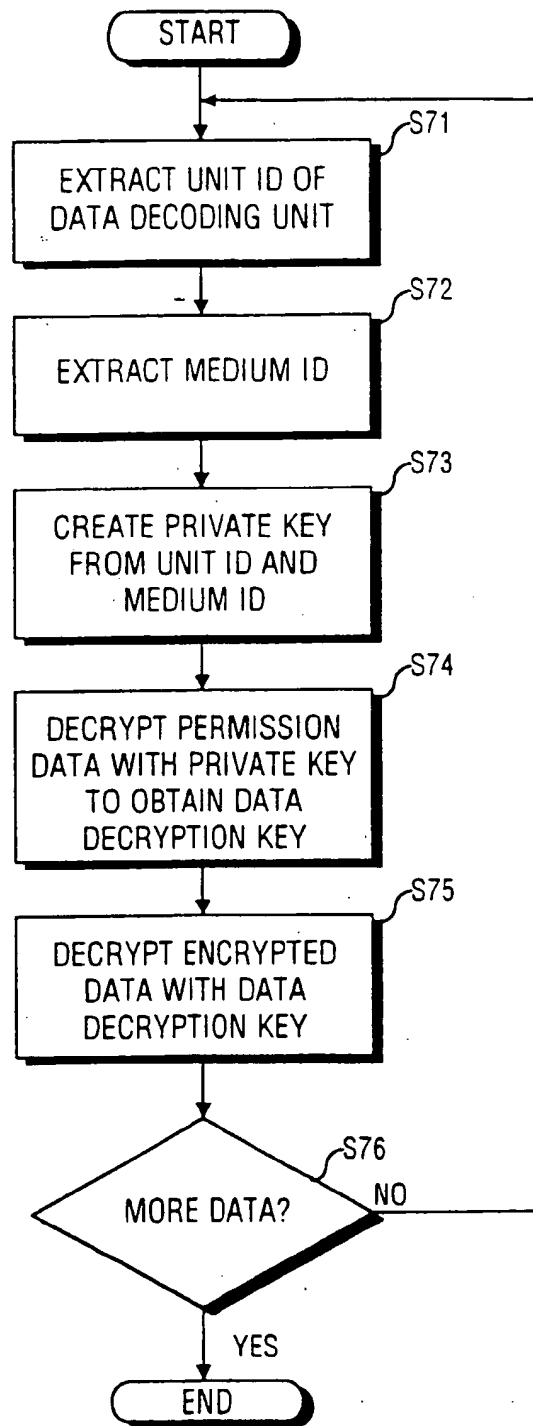 START
S71
EXTRACT UNIT ID OF
DATA DECODING UNIT
S72
EXTRACT MEDIUM ID
S73
CREATE PRIVATE KEY
FROM UNIT ID AND
MEDIUM ID
S74
DECRYPT PERMISSION
DATA WITH PRIVATE KEY
TO OBTAIN DATA
DECRYPTION KEY
S75
DECRYPT ENCRYPTED
DATA WITH DATA
DECRYPTION KEY
S76
MORE DATA?
NO
YES
END